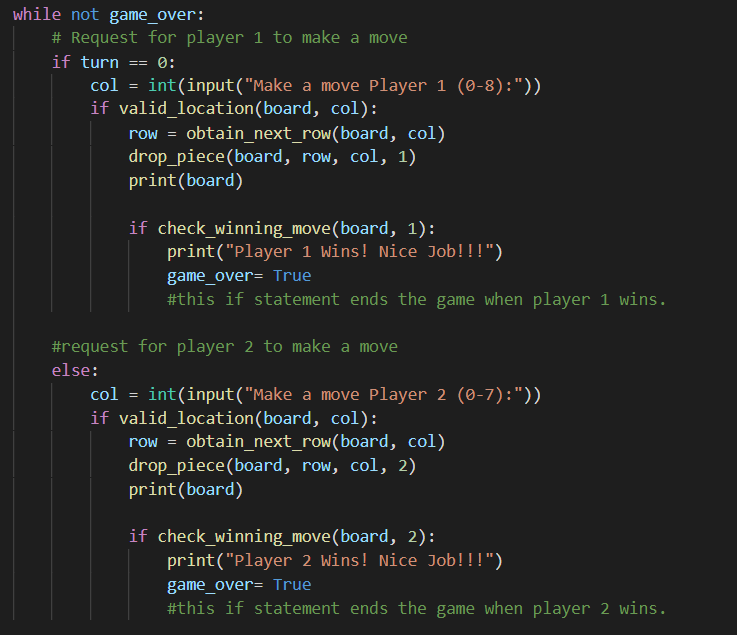 while not game_over:
    # Request for player 1 to make a move
    if turn == 0:
        col = int(input("Make a move Player 1 (0-8):"))
        if valid_location(board, col):
            row = obtain_next_row(board, col)
            drop_piece(board, row, col, 1)
            print(board)

            if check_winning_move(board, 1):
                print("Player 1 Wins! Nice Job!!!")
                game_over= True
                #this if statement ends the game when player 1 wins.

    #request for player 2 to make a move
    else:
        col = int(input("Make a move Player 2 (0-7):"))
        if valid_location(board, col):
            row = obtain_next_row(board, col)
            drop_piece(board, row, col, 2)
            print(board)

            if check_winning_move(board, 2):
                print("Player 2 Wins! Nice Job!!!")
                game_over= True
                #this if statement ends the game when player 2 wins.